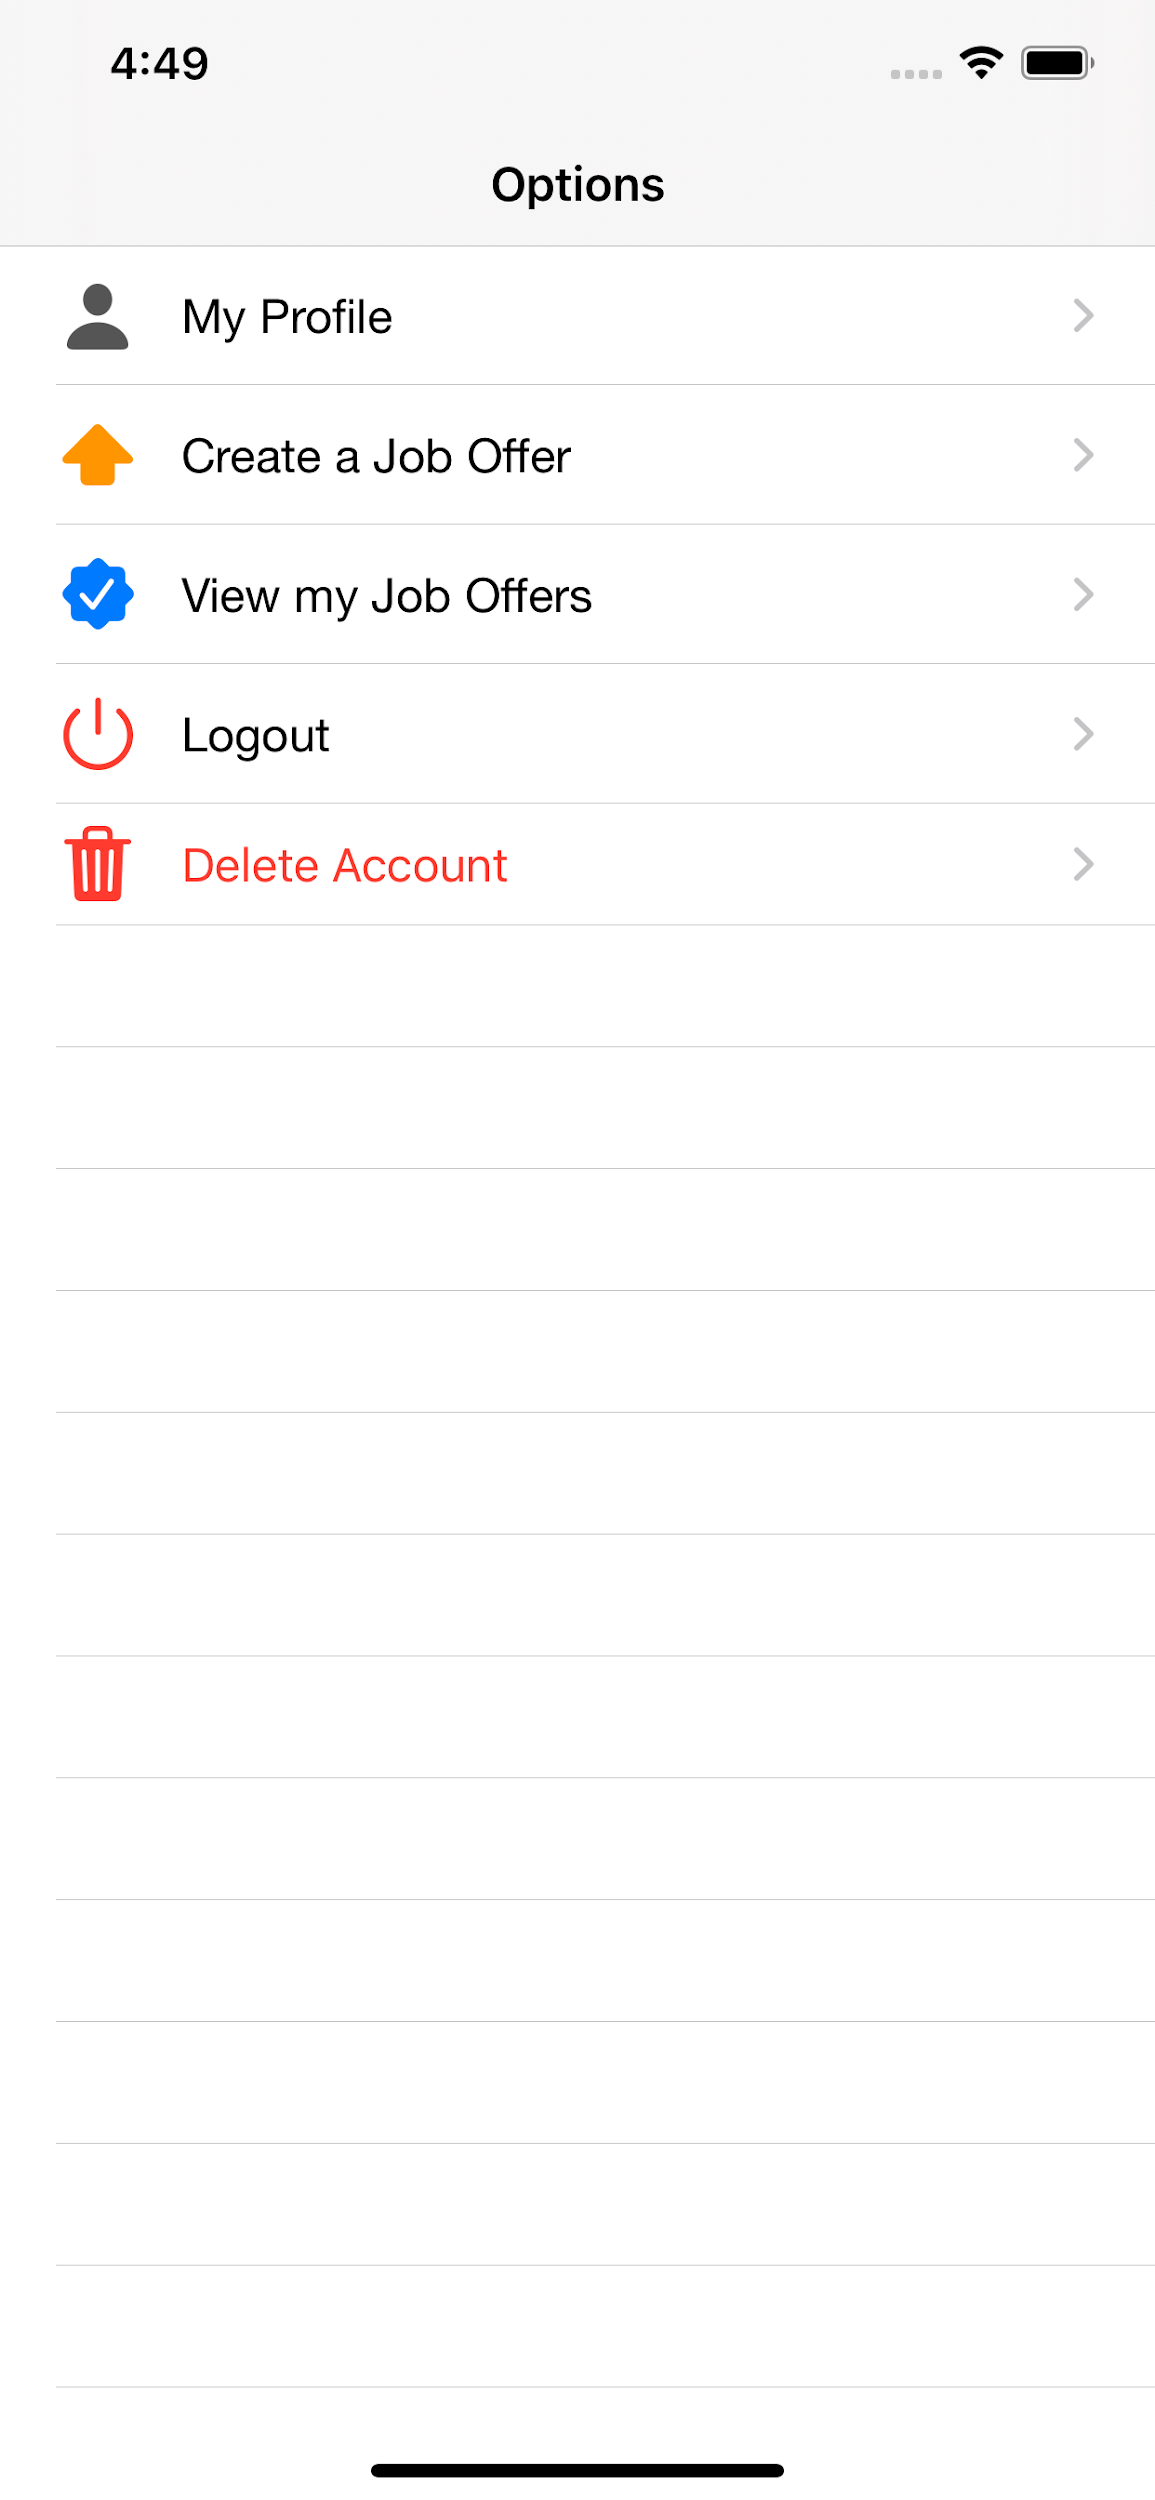 4:49
Options
My Profile
Create a Job Offer
View my Job Offers
Logout
Delete Account